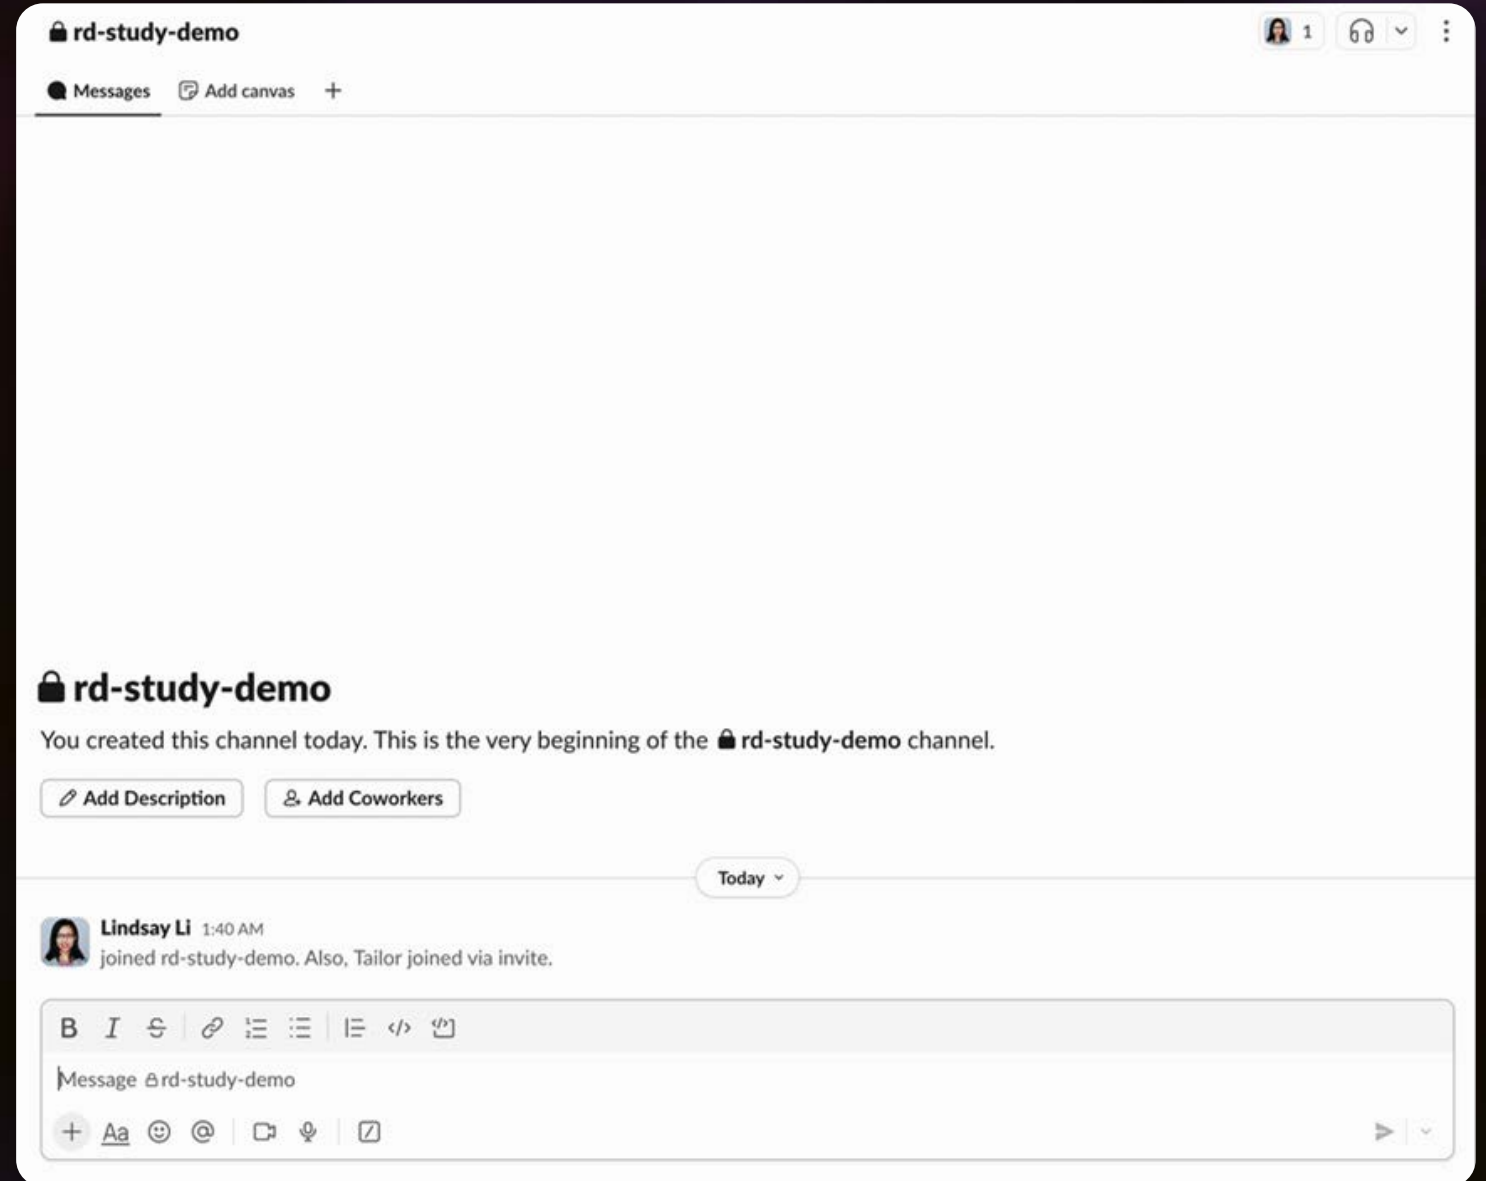 rd-study-demo
1
Messages
Add canvas
rd-study-demo
You created this channel today. This is the very beginning of the rd-study-demo channel.
Add Description
Add Coworkers
Today
Lindsay Li 1:40 AM
joined rd-study-demo. Also, Tailor joined via invite.
B I S
Message rd-study-demo
Aa @